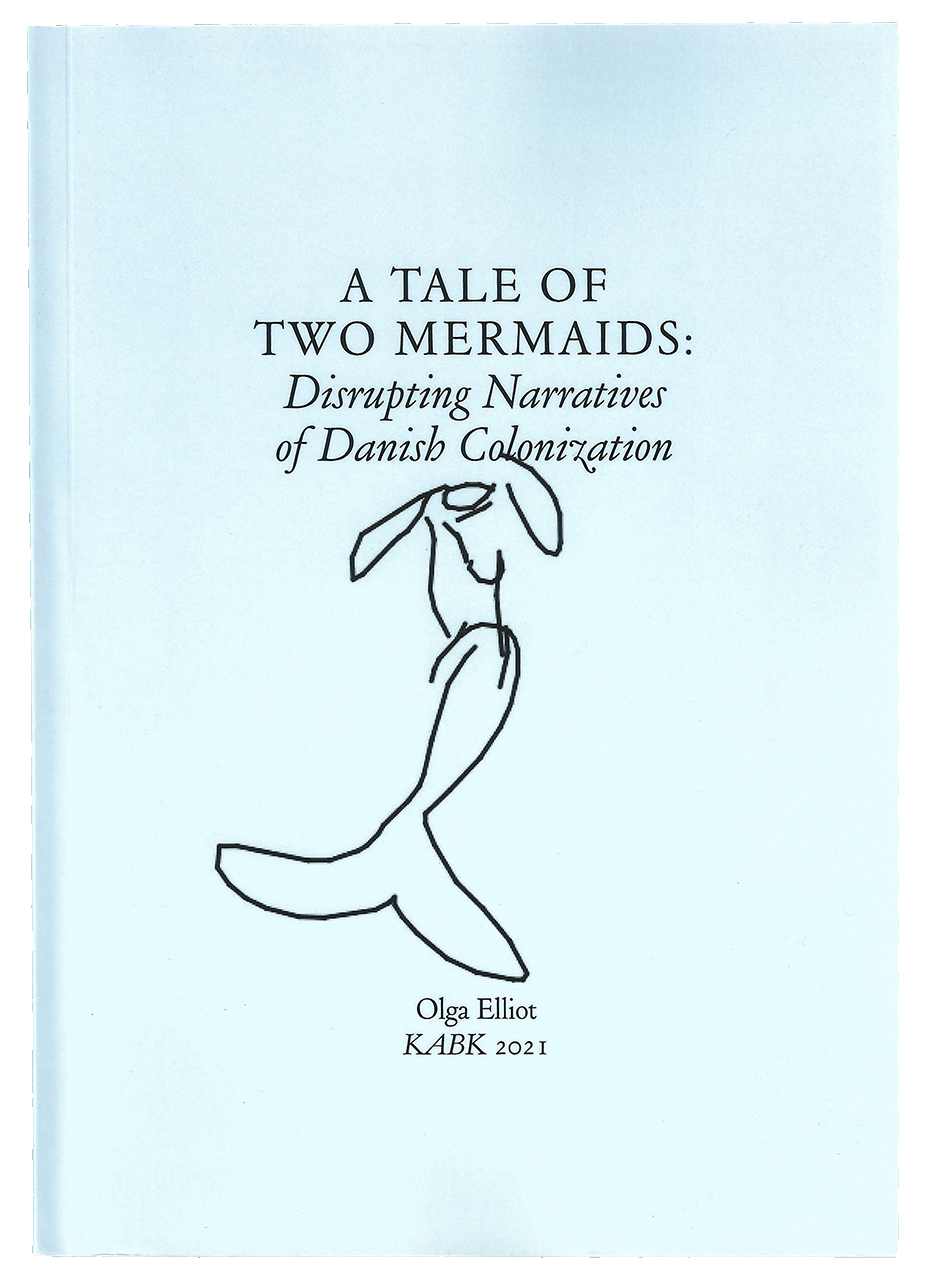 A TALE OF
TWO MERMAIDS:
Disrupting Narratives
of Danish Colonization
Olga Elliot
KABK 2021